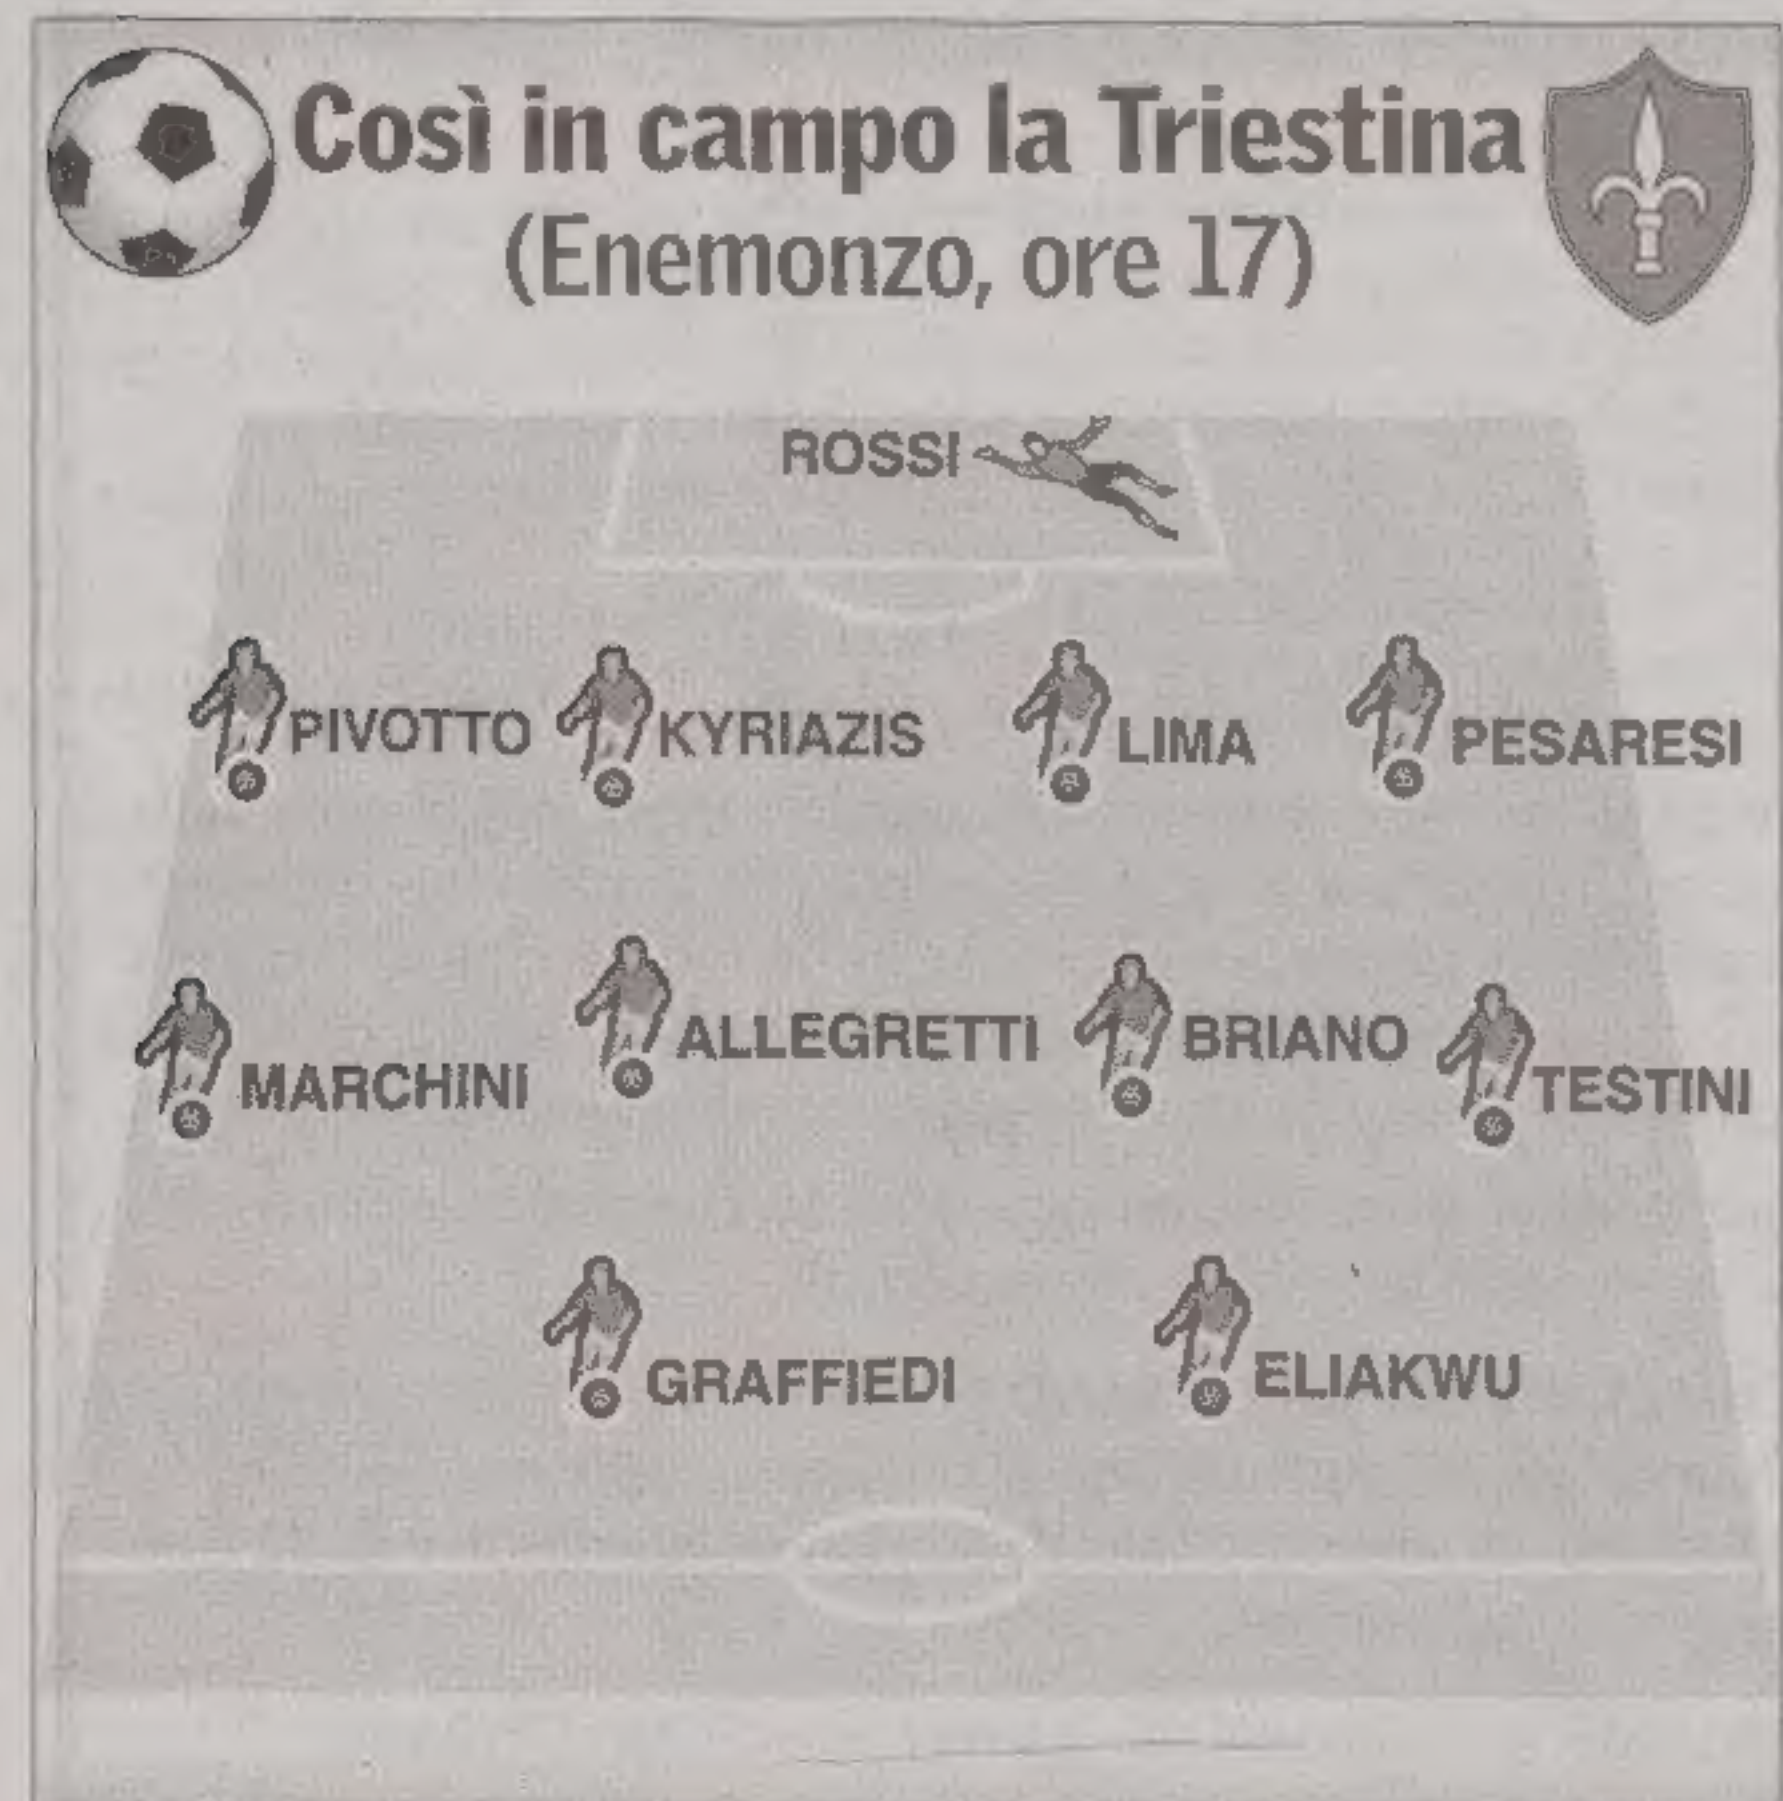 Così in campo la Triestina
(Enemonzo, ore 17)
ROSSI
PIVOTTO KYRIAZIS LIMA PESARESI
MARCHINI ALLEGRETTI BRIANO TESTINI
GRAFFIEDI ELIAKWU